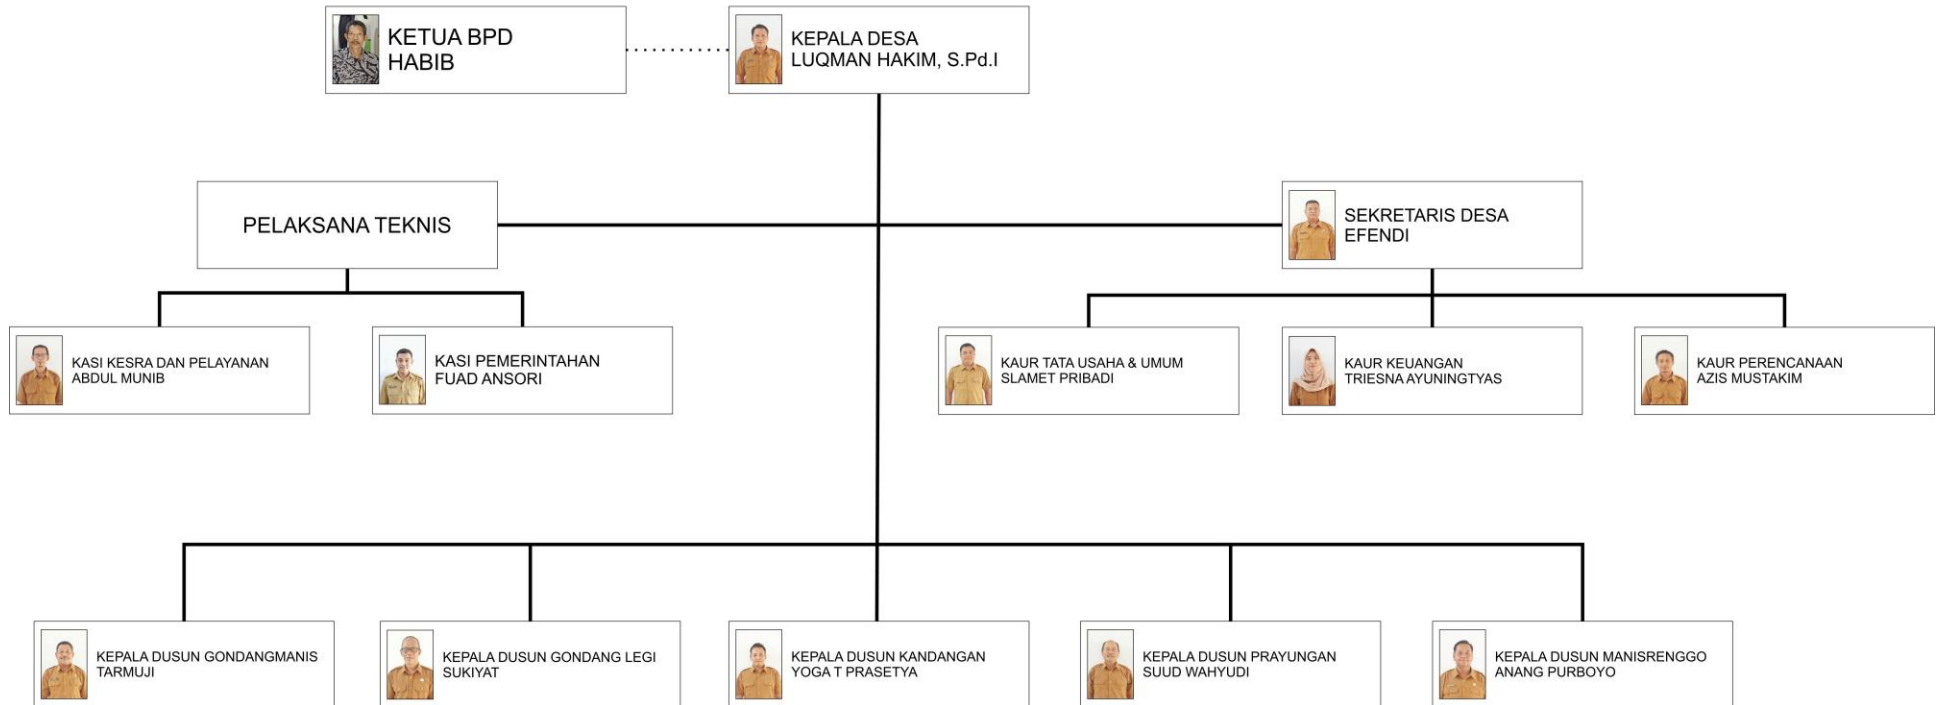 KETUA BPD
HABIB
KEPALA DESA
LUQMAN HAKIM, S.Pd.I
PELAKSANA TEKNIS
SEKRETARIS DESA
EFENDI
KASI KESRA DAN PELAYANAN
ABDUL MUNIB
KASI PEMERINTAHAN
FUAD ANSORI
KAUR TATA USAHA & UMUM
SLAMET PRIBADI
KAUR KEUANGAN
TRIESNA AYUNINGTYAS
KAUR PERENCANAAN
AZIS MUSTAKIM
KEPALA DUSUN GONDANGMANIS
TARMUJI
KEPALA DUSUN GONDANG LEGI
SUKIYAT
KEPALA DUSUN KANDANGAN
YOGA T PRASETYA
KEPALA DUSUN PRAYUNGAN
SUUD WAHYUDI
KEPALA DUSUN MANISRENGGO
ANANG PURBOYO